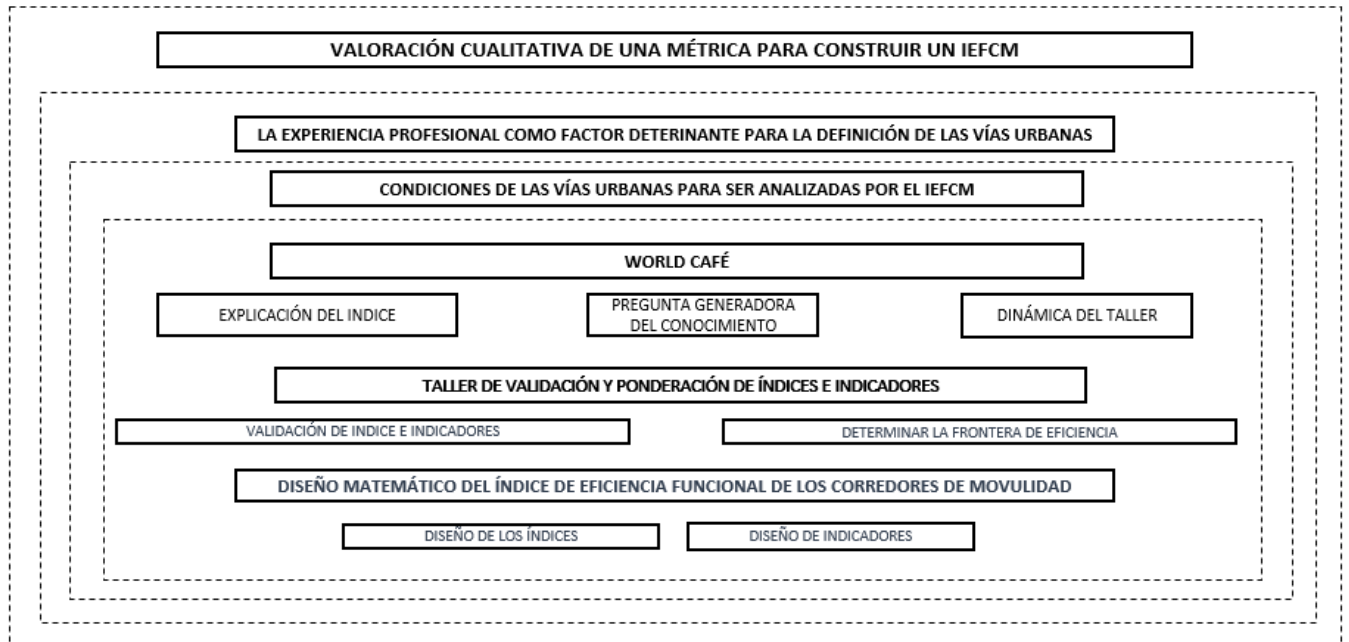 VALORACIÓN CUALITATIVA DE UNA MÉTRICA PARA CONSTRUIR UN IEFCM
LA EXPERIENCIA PROFESIONAL COMO FACTOR DETERINANTE PARA LA DEFINICIÓN DE LAS VÍAS URBANAS
CONDICIONES DE LAS VÍAS URBANAS PARA SER ANALIZADAS POR EL IEFCM
WORLD CAFÉ
EXPLICACIÓN DEL INDICE
PREGUNTA GENERADORA
DEL CONOCIMIENTO
DINÁMICA DEL TALLER
TALLER DE VALIDACIÓN Y PONDERACIÓN DE ÍNDICES E INDICADORES
VALIDACIÓN DE INDICE E INDICADORES
DETERMINAR LA FRONTERA DE EFICIENCIA
DISEÑO MATEMÁTICO DEL ÍNDICE DE EFICIENCIA FUNCIONAL DE LOS CORREDORES DE MOVULIDAD
DISEÑO DE LOS ÍNDICES
DISEÑO DE INDICADORES